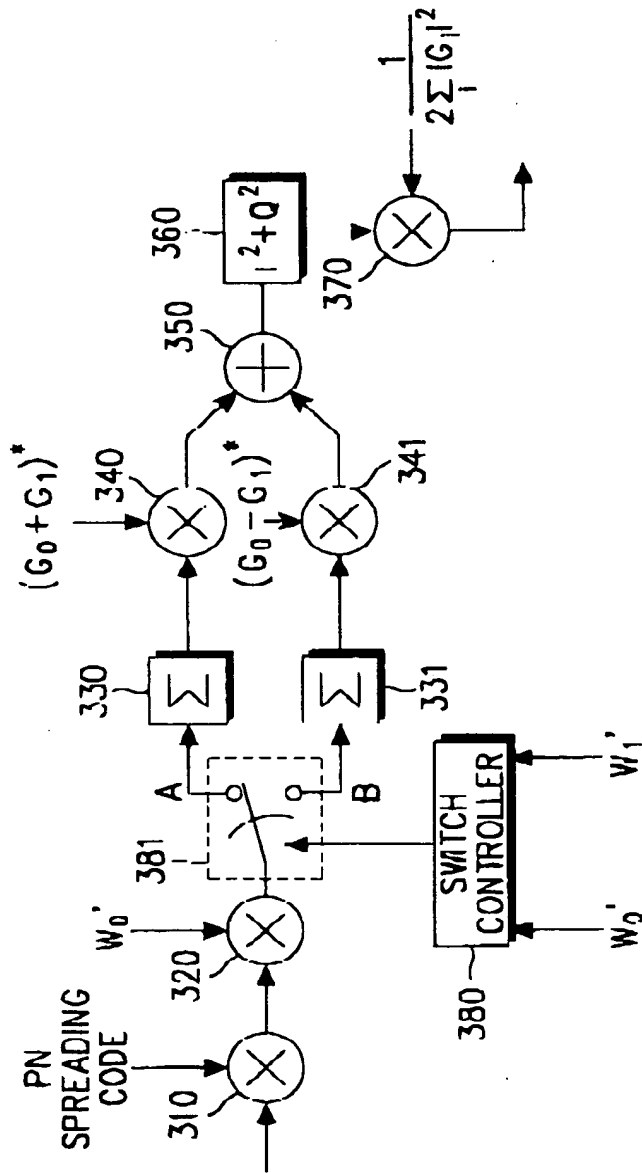 PN
SPREADING
CODE
310
W₀'
320
381
A
B
330
Σ
331
Σ
(G₀+G₁)*
340
(G₀-G₁)*
341
350
360
I²+Q²
370
1
2Σ|Gᵢ|²
i
380
SWITCH
CONTROLLER
W₀'
W₁'